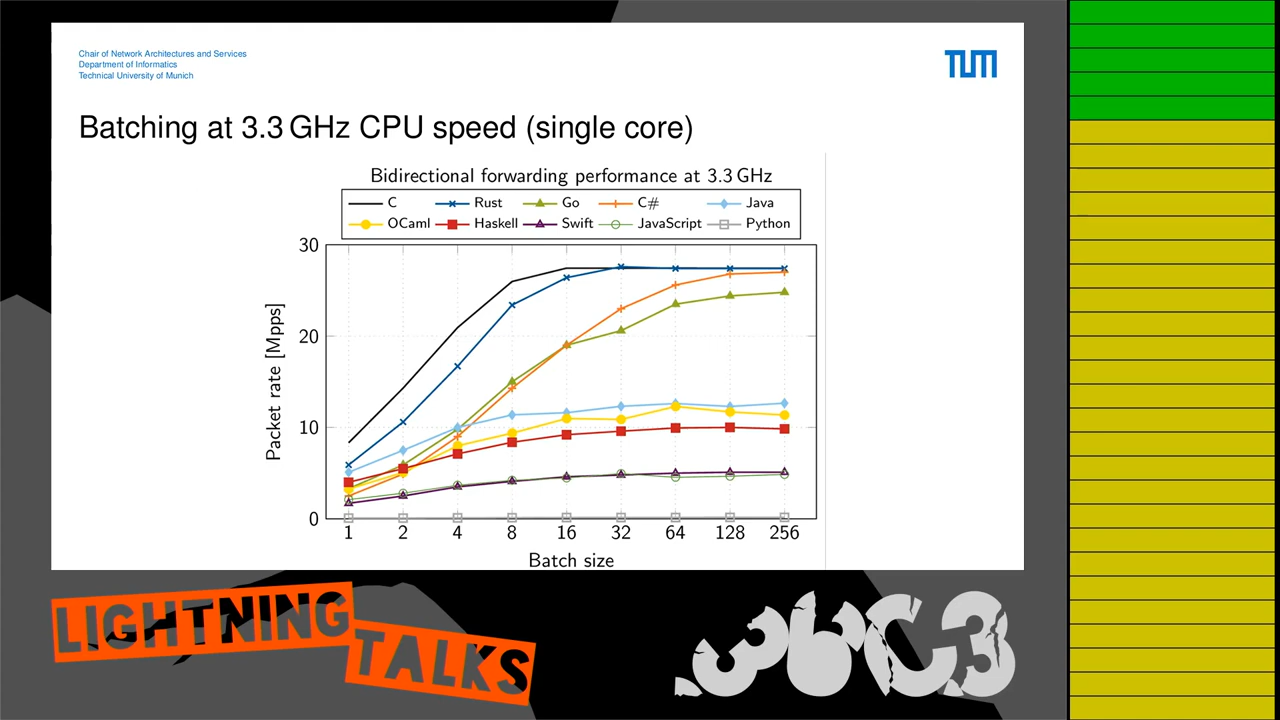 Chair of Network Architectures and Services
Department of Informatics
Technical University of Munich
TUM
Batching at 3.3 GHz CPU speed (single core)
Bidirectional forwarding performance at 3.3 GHz
C Rust Go C# Java
OCaml Haskell Swift JavaScript Python
Packet rate [Mpps]
30
20
10
0
1 2 4 8 16 32 64 128 256
Batch size
LIGHTNING
TALKS
36C3